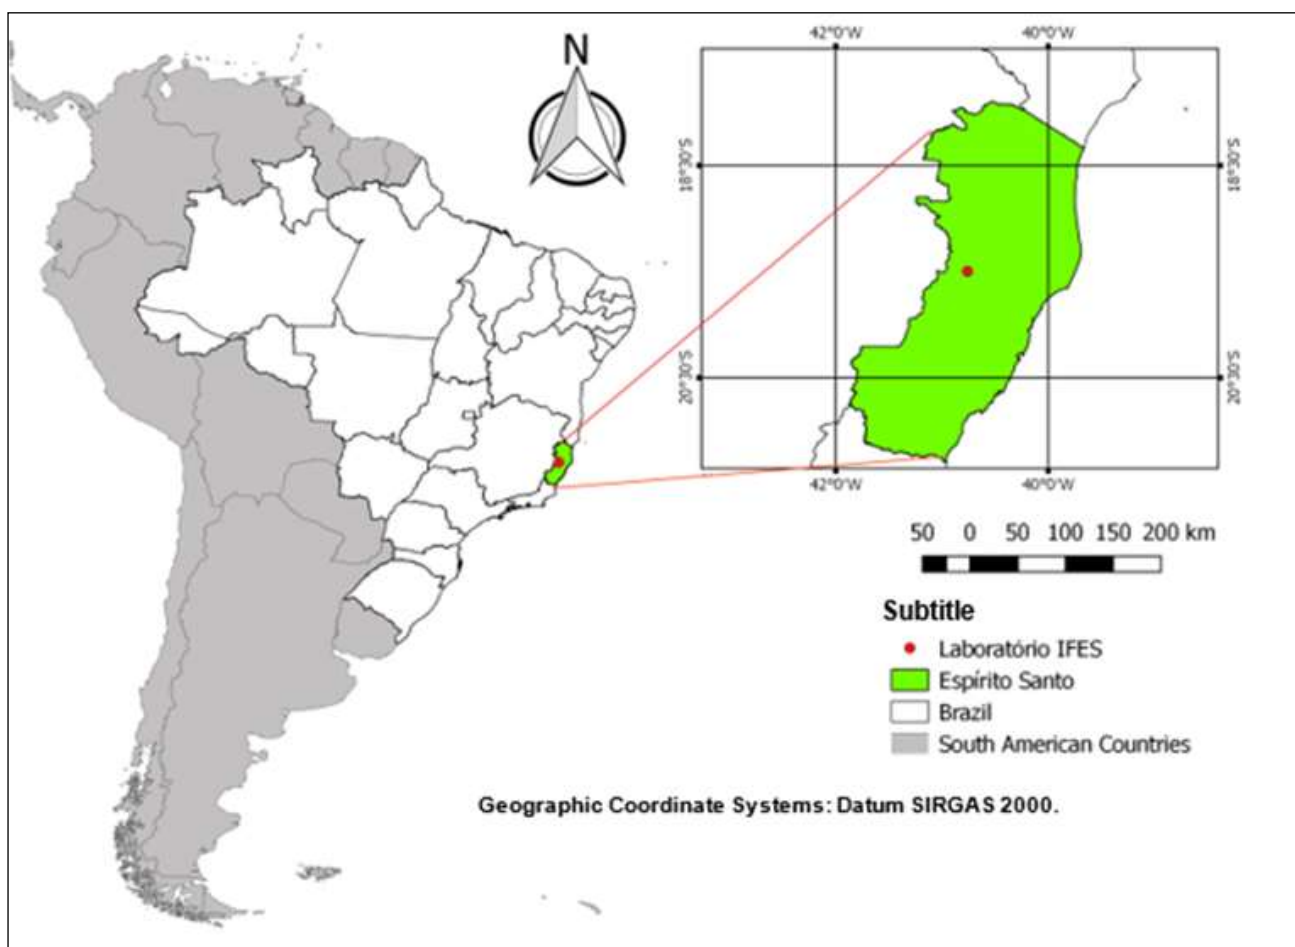 N
42°0'W 40°0'W
18°30'S 18°30'S
20°30'S 20°30'S
42°0'W 40°0'W
50 0 50 100 150 200 km
Subtitle
Laboratório IFES
Espírito Santo
Brazil
South American Countries
Geographic Coordinate Systems: Datum SIRGAS 2000.